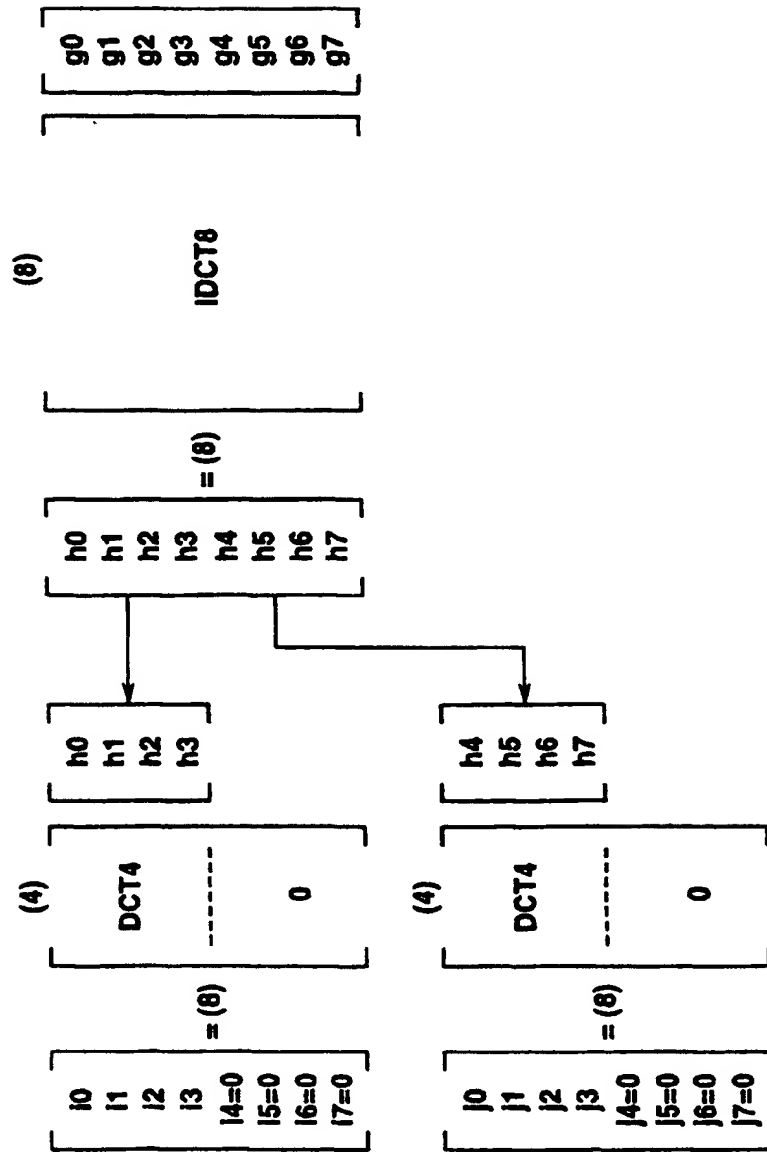 i0
i1
i2
i3
i4=0
i5=0
i6=0
i7=0
= (8)
(4)
DCT4
0
h0
h1
h2
h3
h0
h1
h2
h3
h4
h5
h6
h7
= (8)
(8)
IDCT8
g0
g1
g2
g3
g4
g5
g6
g7
j0
j1
j2
j3
j4=0
j5=0
j6=0
j7=0
= (8)
(4)
DCT4
0
h4
h5
h6
h7